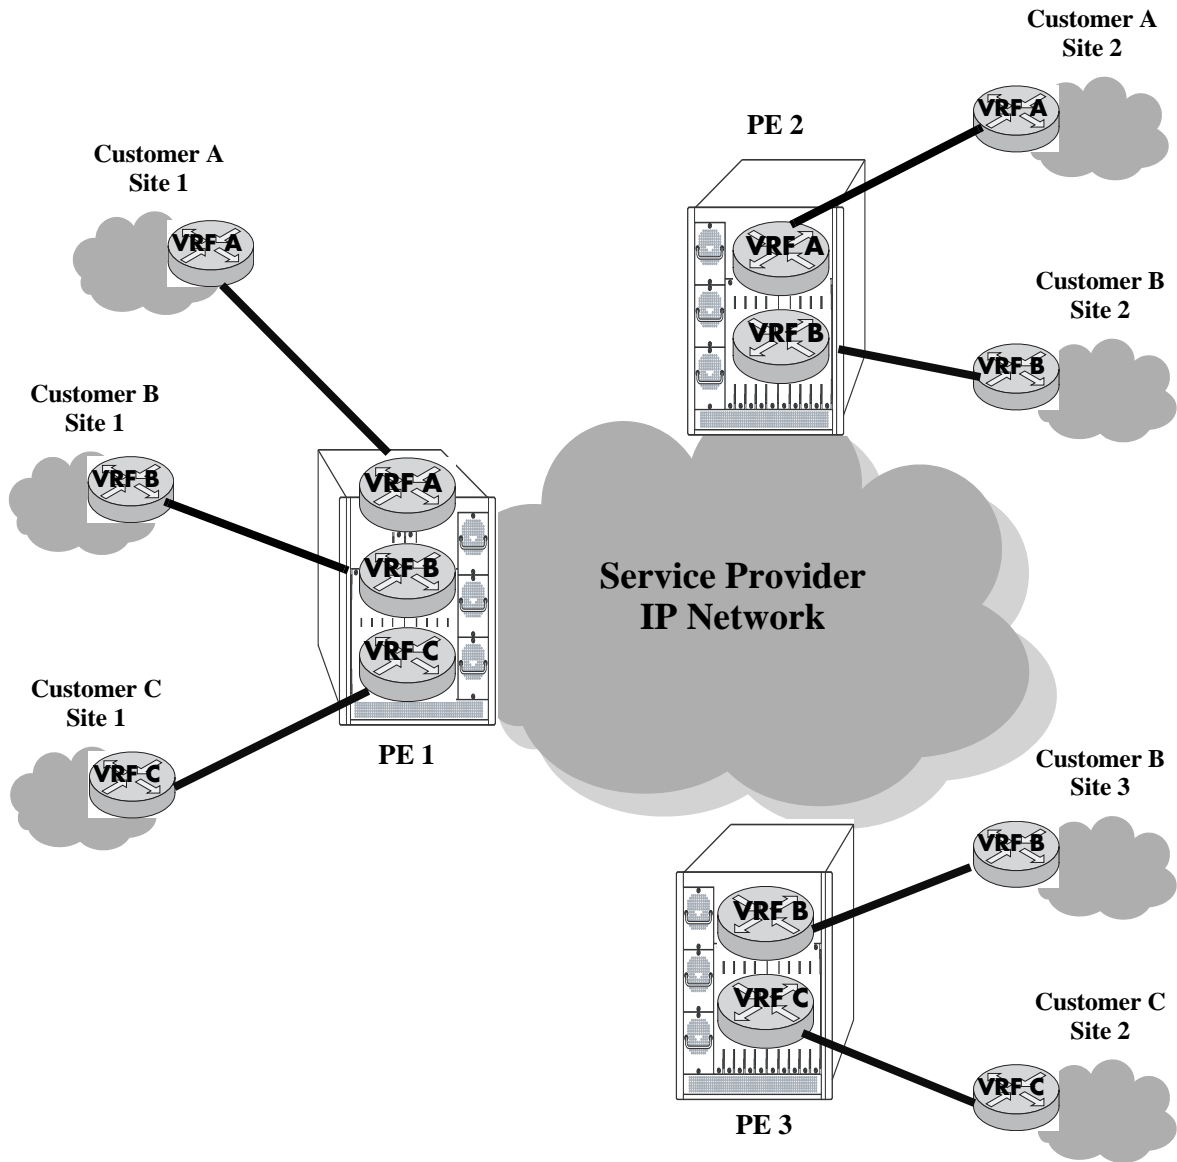 Customer A
Site 2
VRF A
PE 2
Customer A
Site 1
VRF A
VRF A
VRF B
Customer B
Site 2
VRF B
Customer B
Site 1
VRF B
VRF A
VRF B
VRF C
PE 1
Service Provider
IP Network
Customer C
Site 1
VRF C
Customer B
Site 3
VRF B
VRF B
VRF C
PE 3
Customer C
Site 2
VRF C